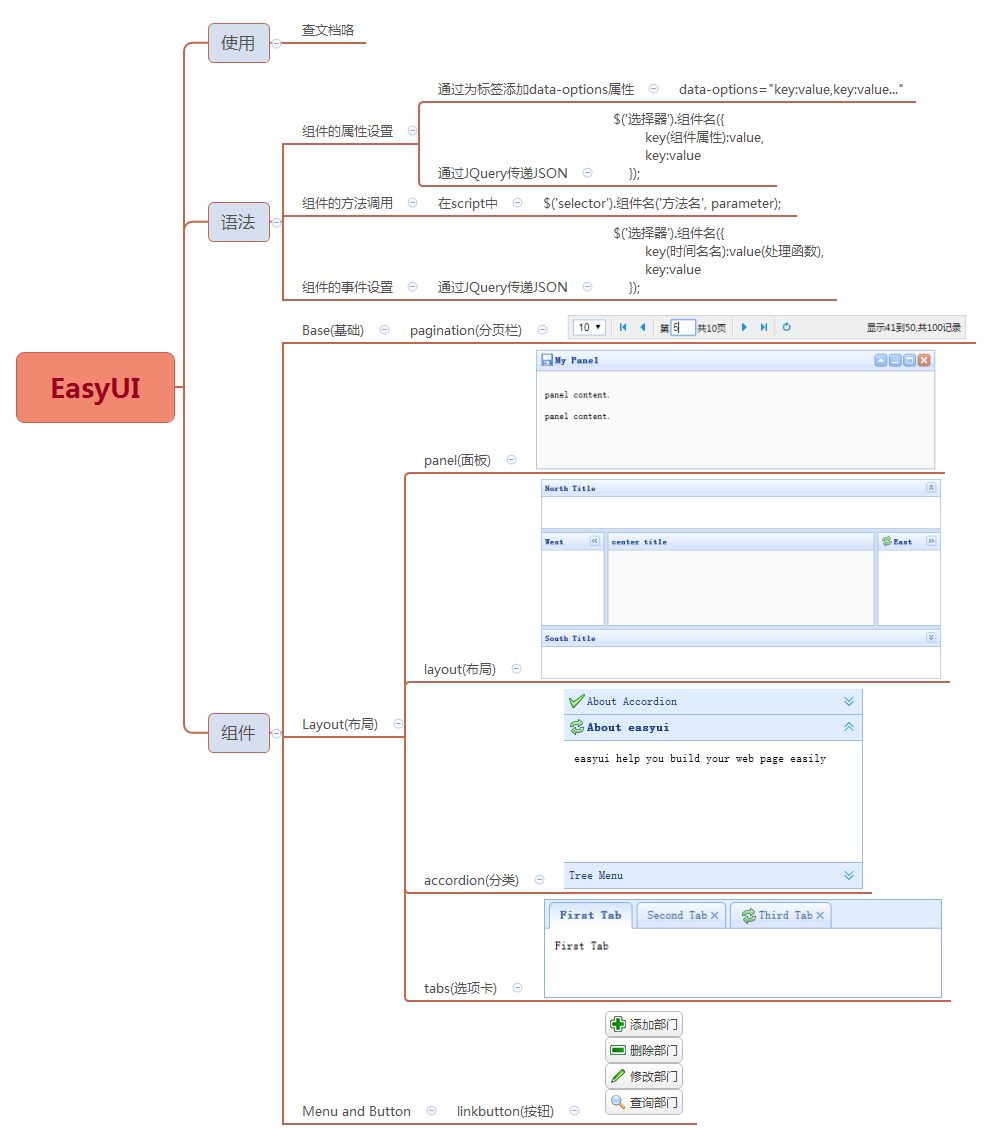 EasyUI
使用
查文档咯
语法
组件的属性设置
通过为标签添加data-options属性
data-options="key:value,key:value..."
通过JQuery传递JSON
$('选择器').组件名({
key(组件属性):value,
key:value
});
组件的方法调用
在script中
$('selector').组件名('方法名', parameter);
组件的事件设置
通过JQuery传递JSON
$('选择器').组件名({
key(时间名名):value(处理函数),
key:value
});
组件
Base(基础)
pagination(分页栏)
10
第 5 共10页
显示41到50,共100记录
Layout(布局)
panel(面板)
My Panel
panel content.
panel content.
layout(布局)
North Title
West
center title
East
South Title
accordion(分类)
About Accordion
About easyui
easyui help you build your web page easily
Tree Menu
tabs(选项卡)
First Tab
Second Tab
Third Tab
First Tab
Menu and Button
linkbutton(按钮)
添加部门
删除部门
修改部门
查询部门